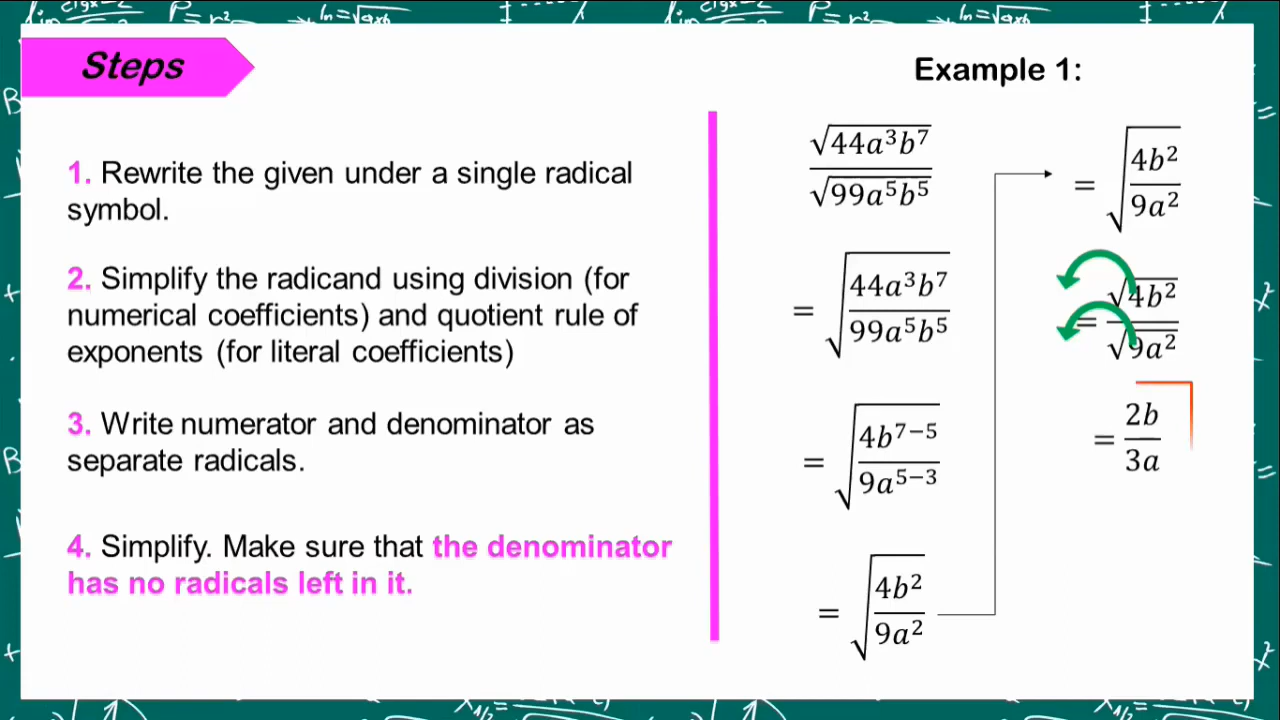 Steps
1. Rewrite the given under a single radical
symbol.
2. Simplify the radicand using division (for
numerical coefficients) and quotient rule of
exponents (for literal coefficients)
3. Write numerator and denominator as
separate radicals.
4. Simplify. Make sure that the denominator
has no radicals left in it.
Example 1:
√44a³b⁷
√99a⁵b⁵
= √
44a³b⁷
99a⁵b⁵
= √
4b⁷⁻⁵
9a⁵⁻³
= √
4b²
9a²
= √
4b²
9a²
√4b²
=
√9a²
2b
=
3a